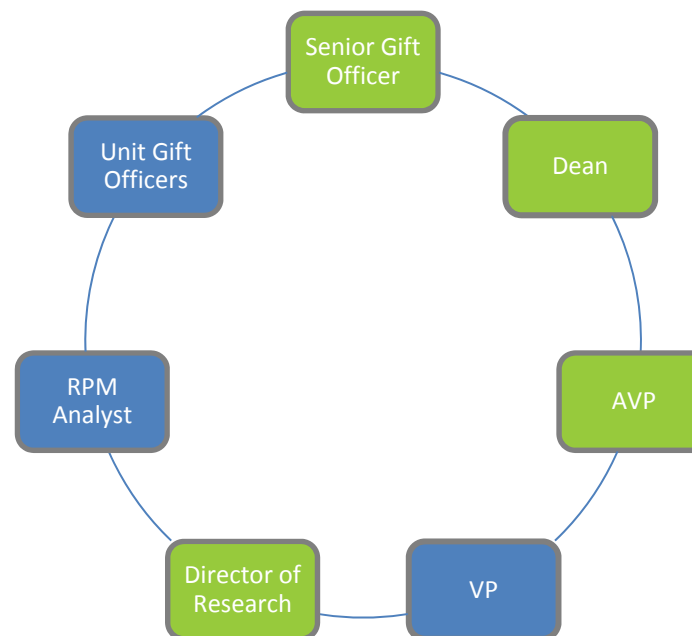 Senior Gift
Officer
Dean
AVP
VP
Director of
Research
RPM
Analyst
Unit Gift
Officers